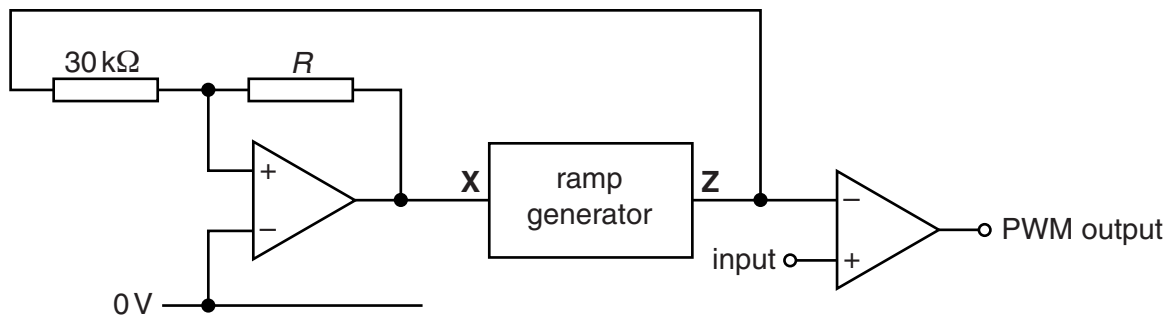 30 kΩ
R
+
−
X
ramp
generator
Z
−
+
input
PWM output
0 V